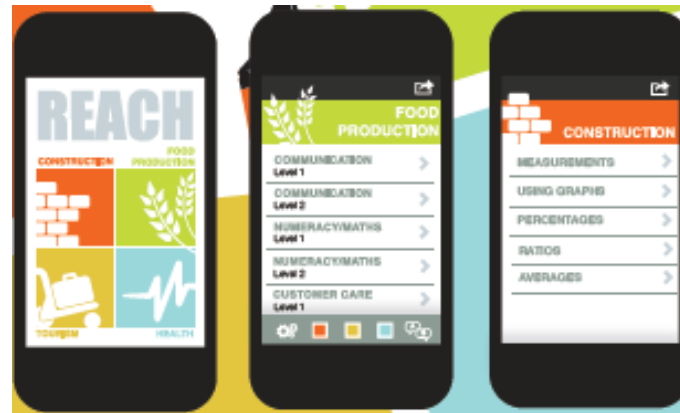 REACH
CONSTRUCTION
FOOD
PRODUCTION
TOURISM
HEALTH
FOOD
PRODUCTION
COMMUNICATION
Level 1
COMMUNICATION
Level 2
NUMERACY/MATHS
Level 1
NUMERACY/MATHS
Level 2
CUSTOMER CARE
Level 1
CONSTRUCTION
MEASUREMENTS
USING GRAPHS
PERCENTAGES
RATIOS
AVERAGES